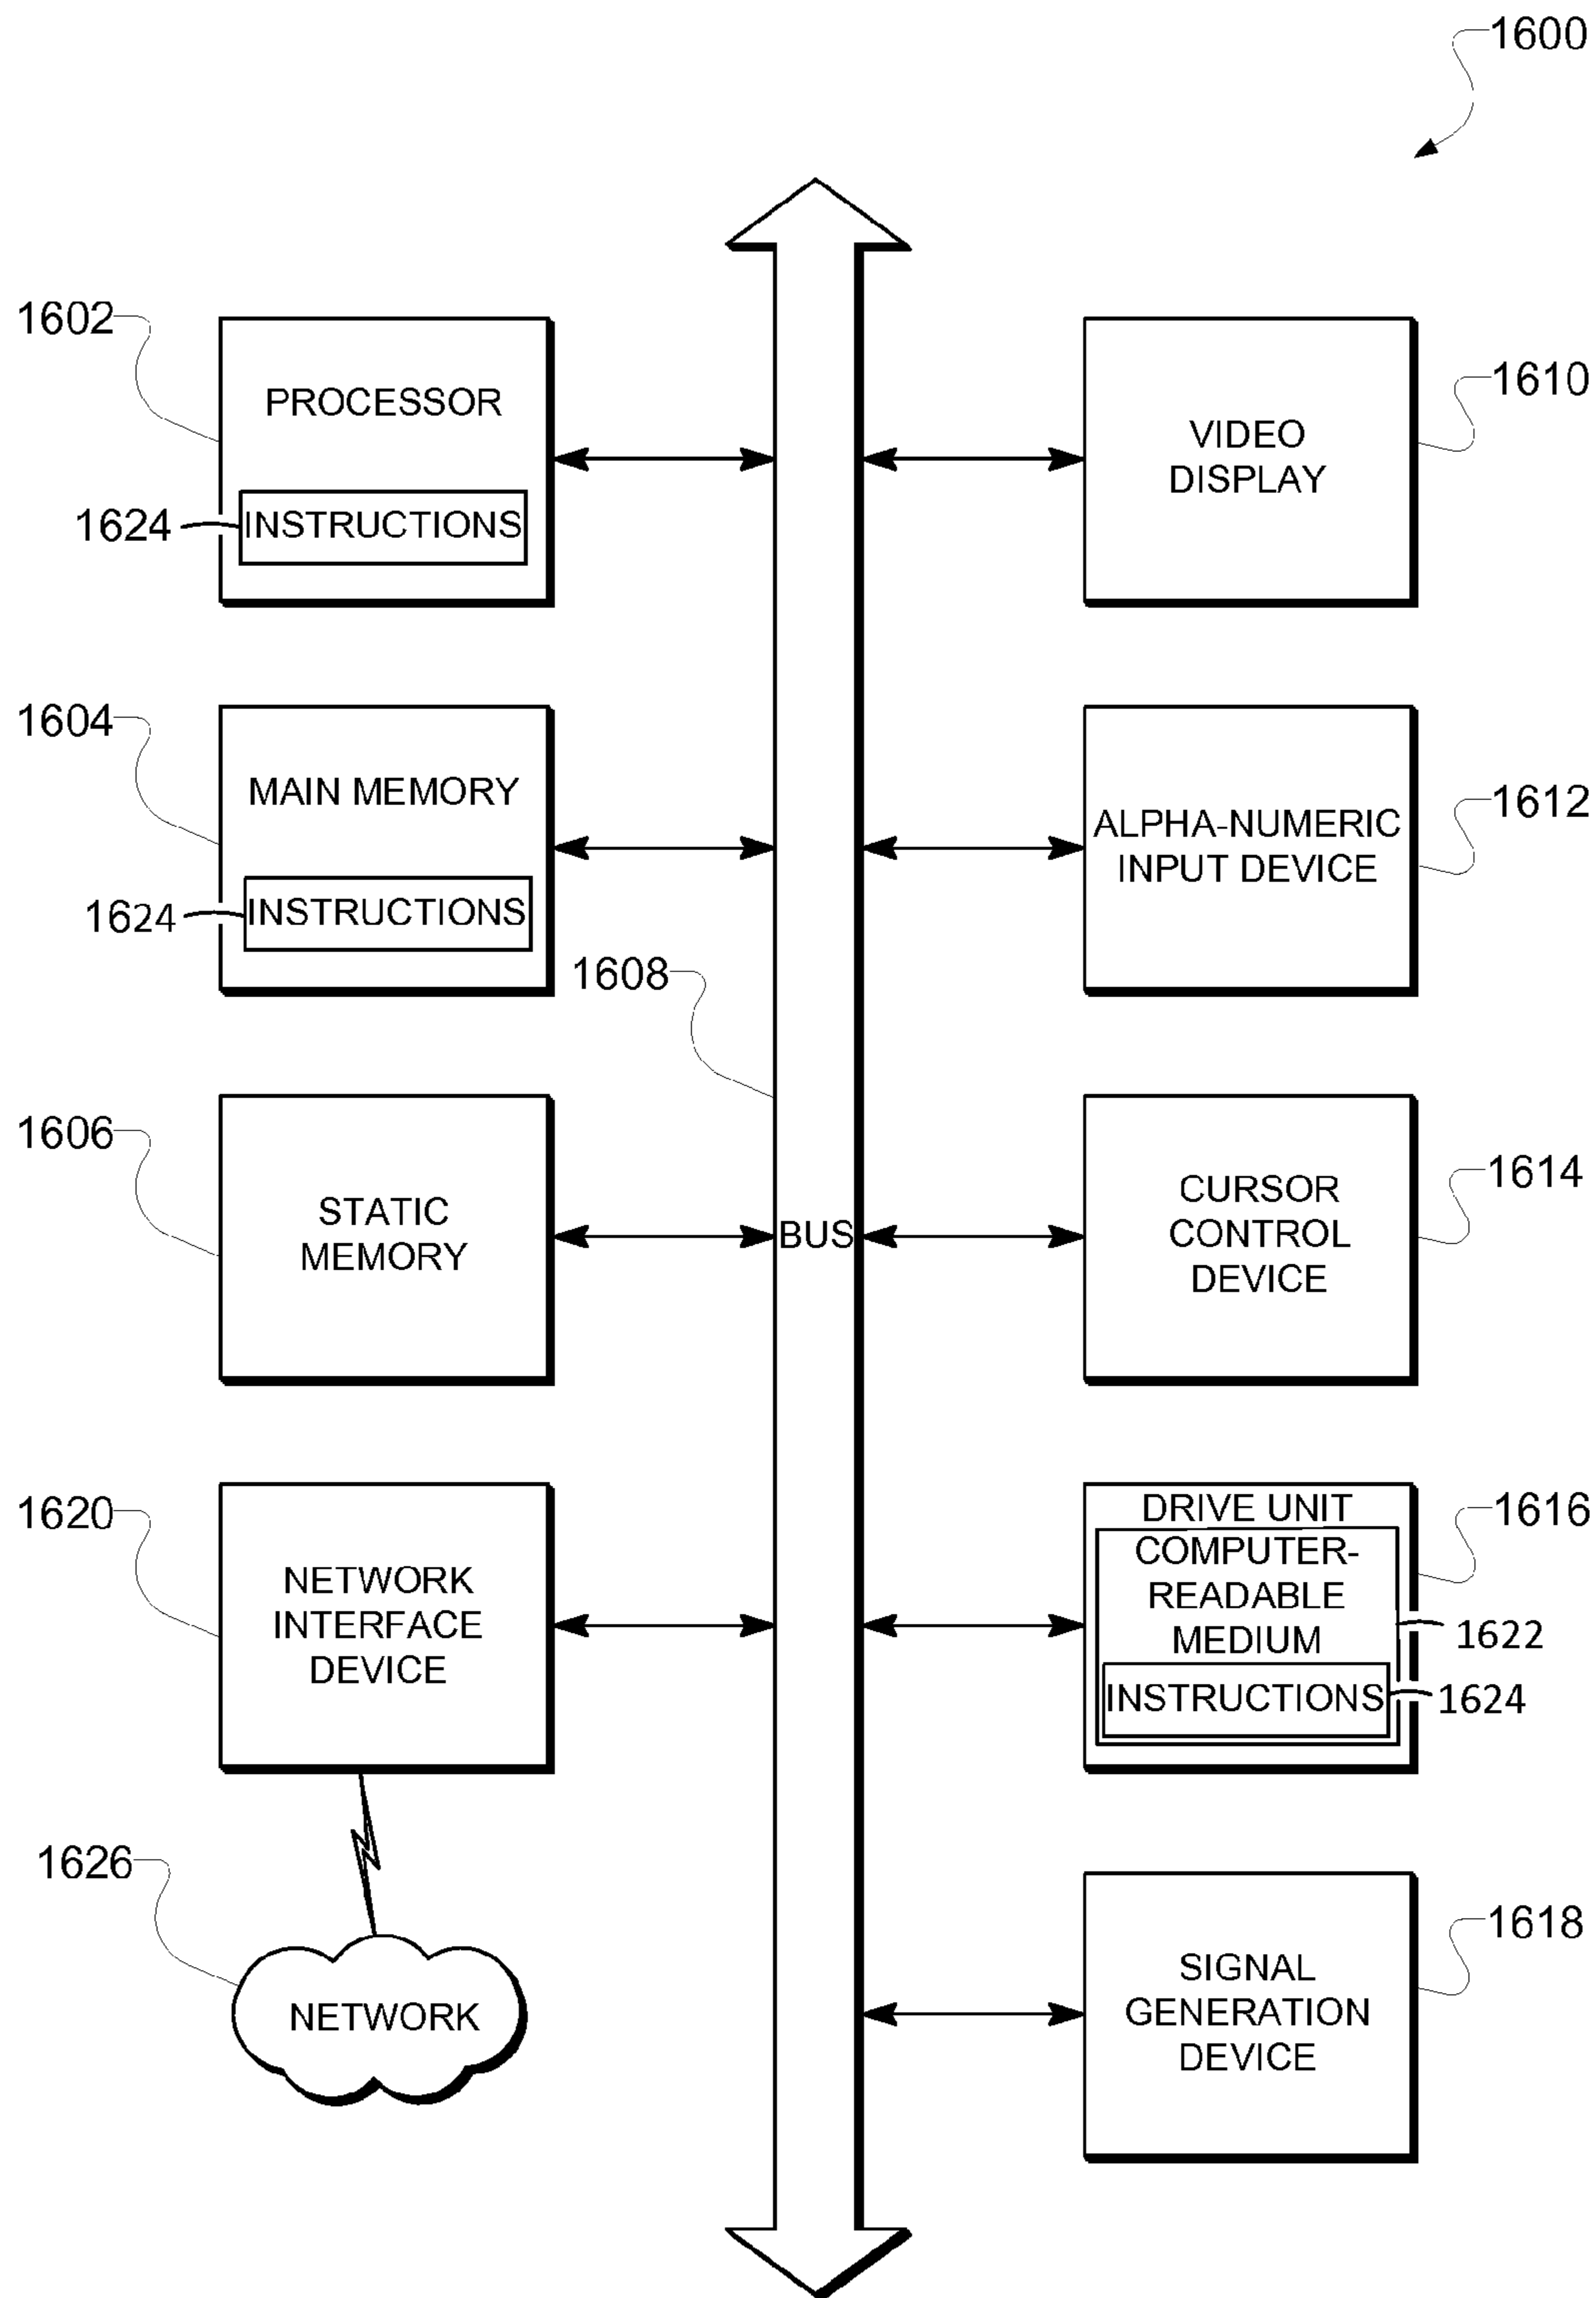 1600
1602
PROCESSOR
1624
INSTRUCTIONS
1610
VIDEO
DISPLAY
1604
MAIN MEMORY
1624
INSTRUCTIONS
1612
ALPHA-NUMERIC
INPUT DEVICE
1608
BUS
1606
STATIC
MEMORY
1614
CURSOR
CONTROL
DEVICE
1620
NETWORK
INTERFACE
DEVICE
1616
DRIVE UNIT
COMPUTER-
READABLE
MEDIUM
1622
INSTRUCTIONS
1624
1626
NETWORK
1618
SIGNAL
GENERATION
DEVICE